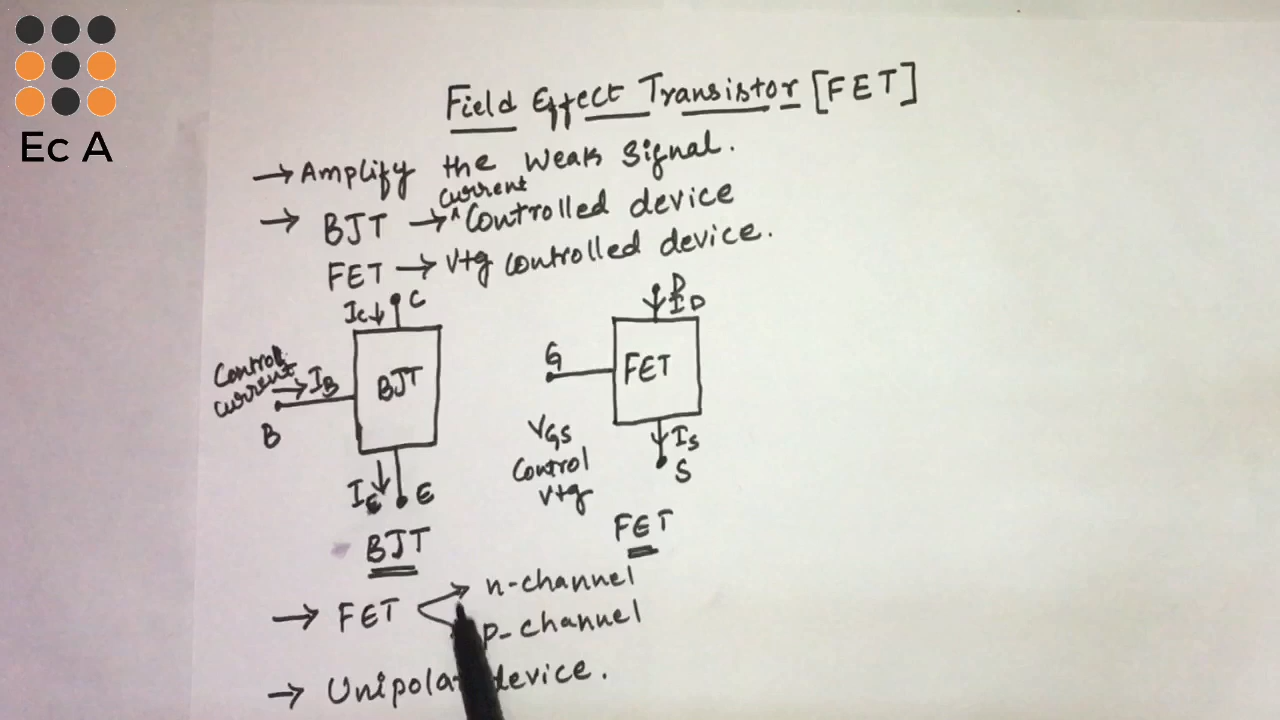 Ec A
Field Effect Transistor [FET]
→ Amplify the weak signal.
→ BJT → current controlled device
FET → Vtg controlled device.
IC C
Control current IB
B
BJT
IE E
BJT
D
ID
G
FET
VGS
Control
Vtg
IS
S
FET
→ FET n-channel
p-channel
→ Unipolar device.